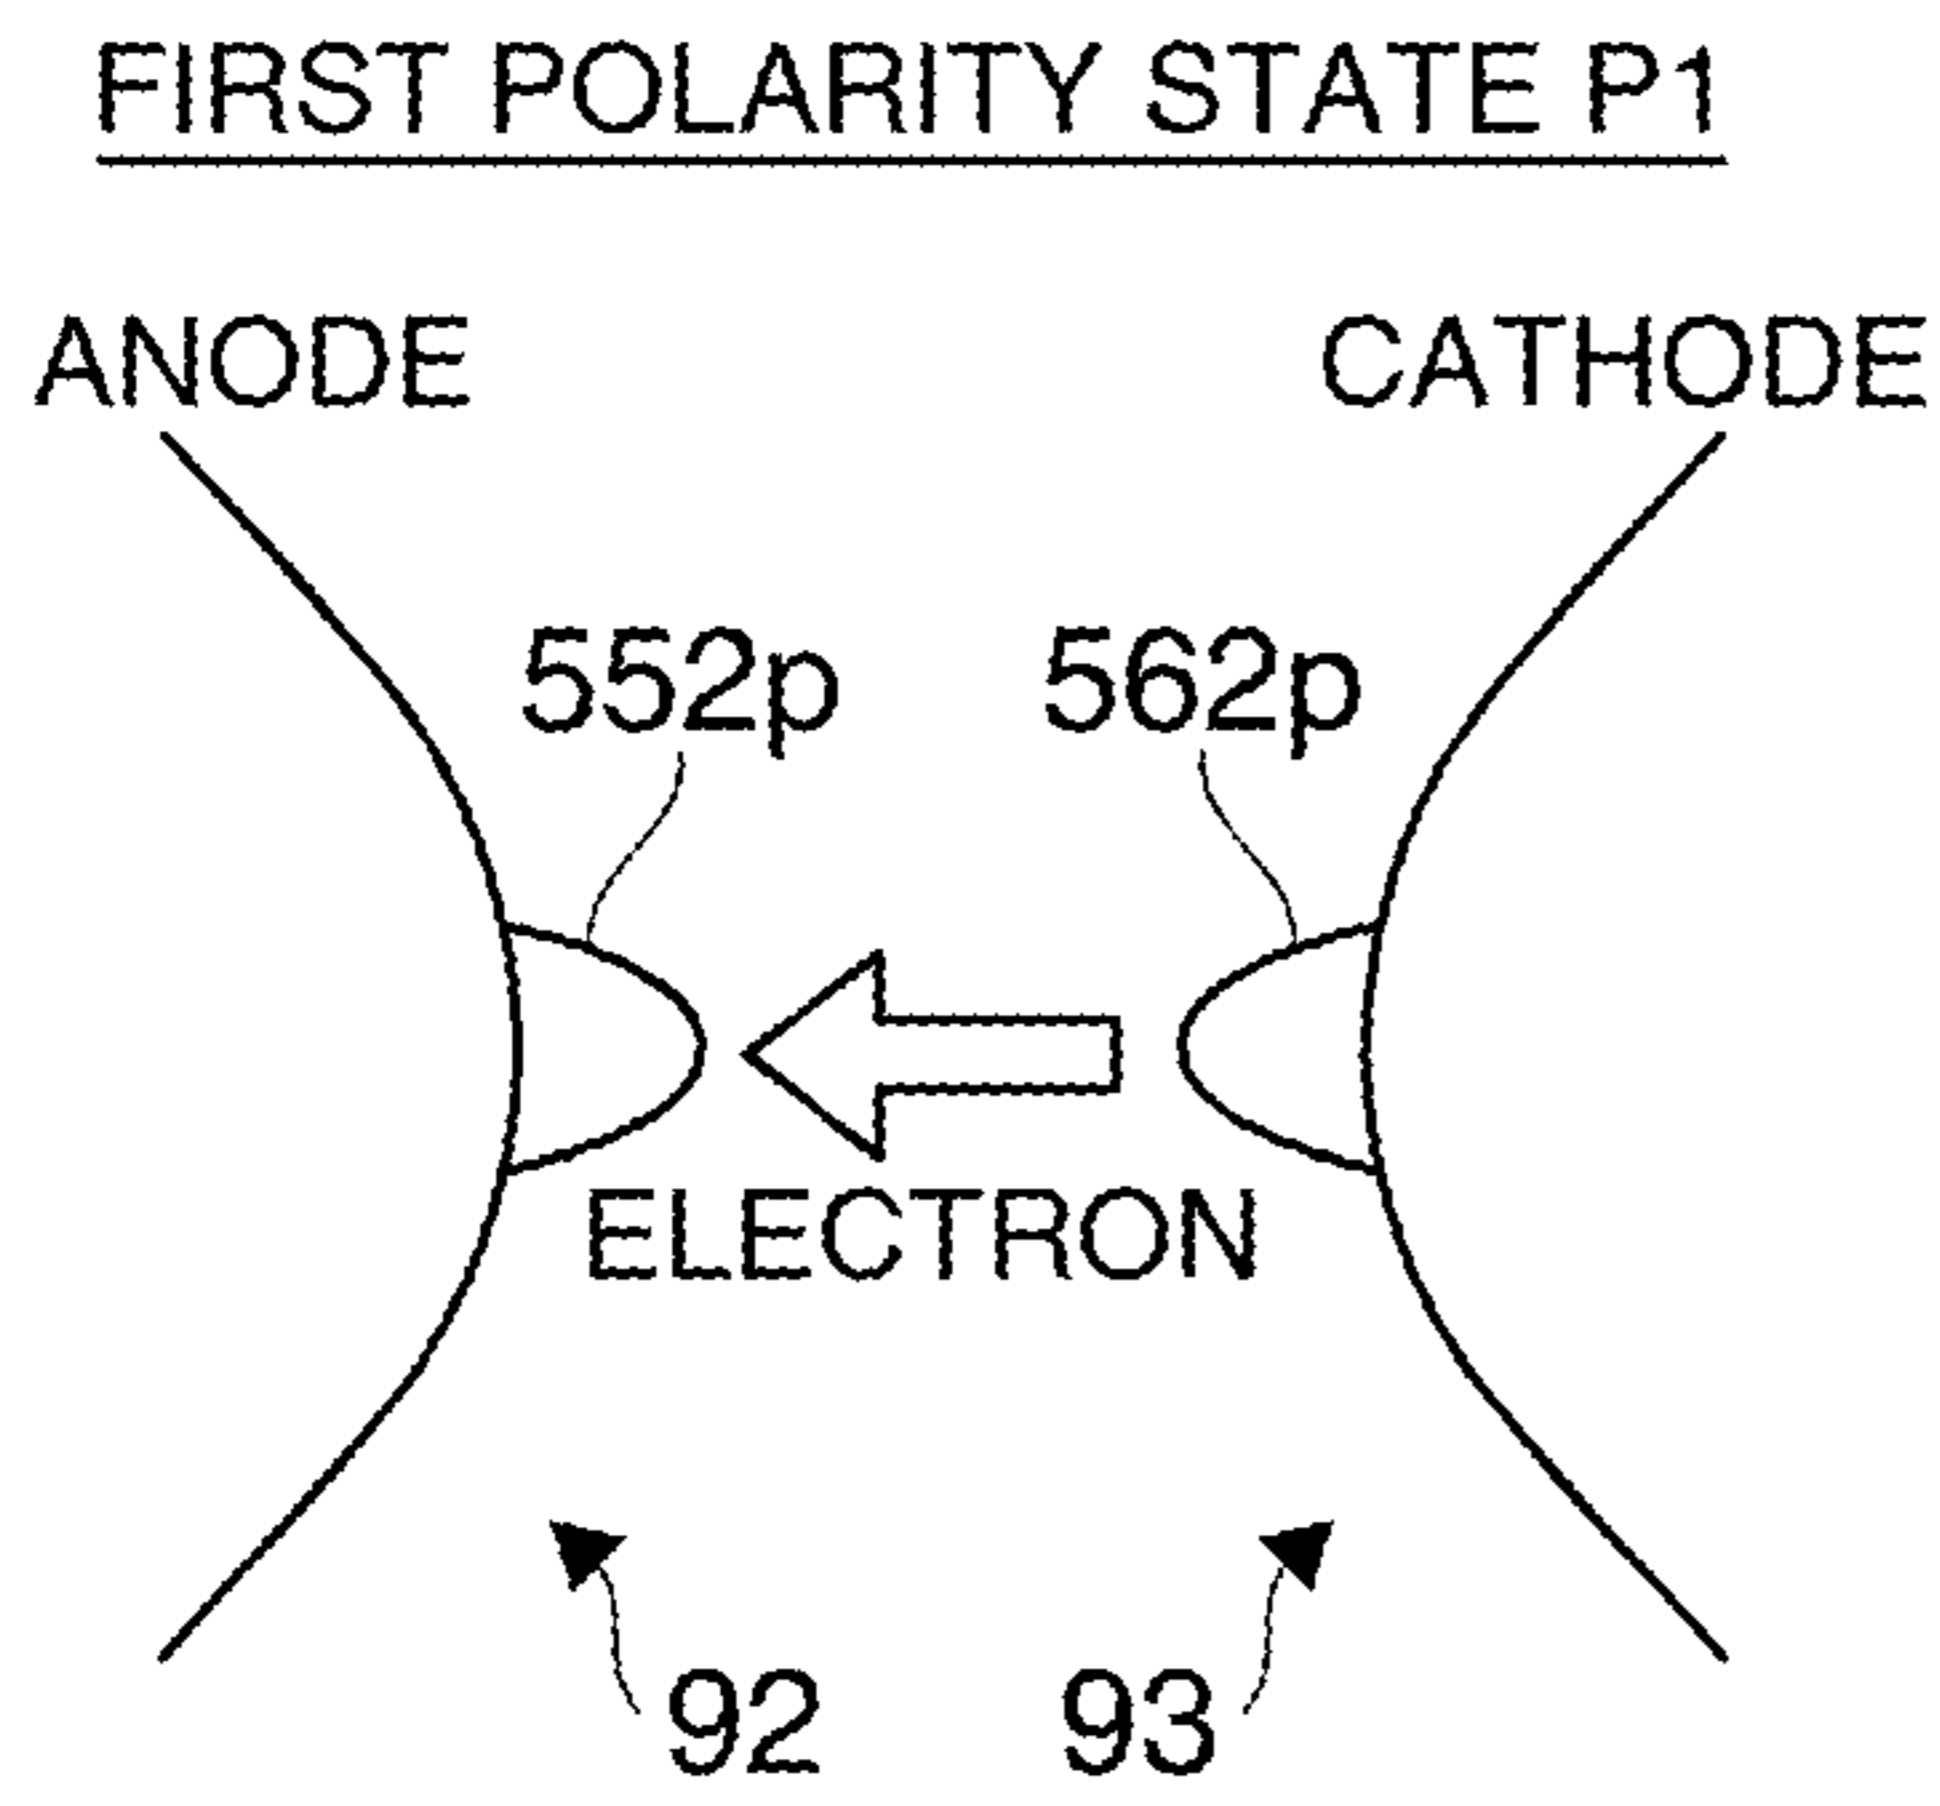 FIRST POLARITY STATE P1
ANODE CATHODE
552p 562p
ELECTRON
92 93